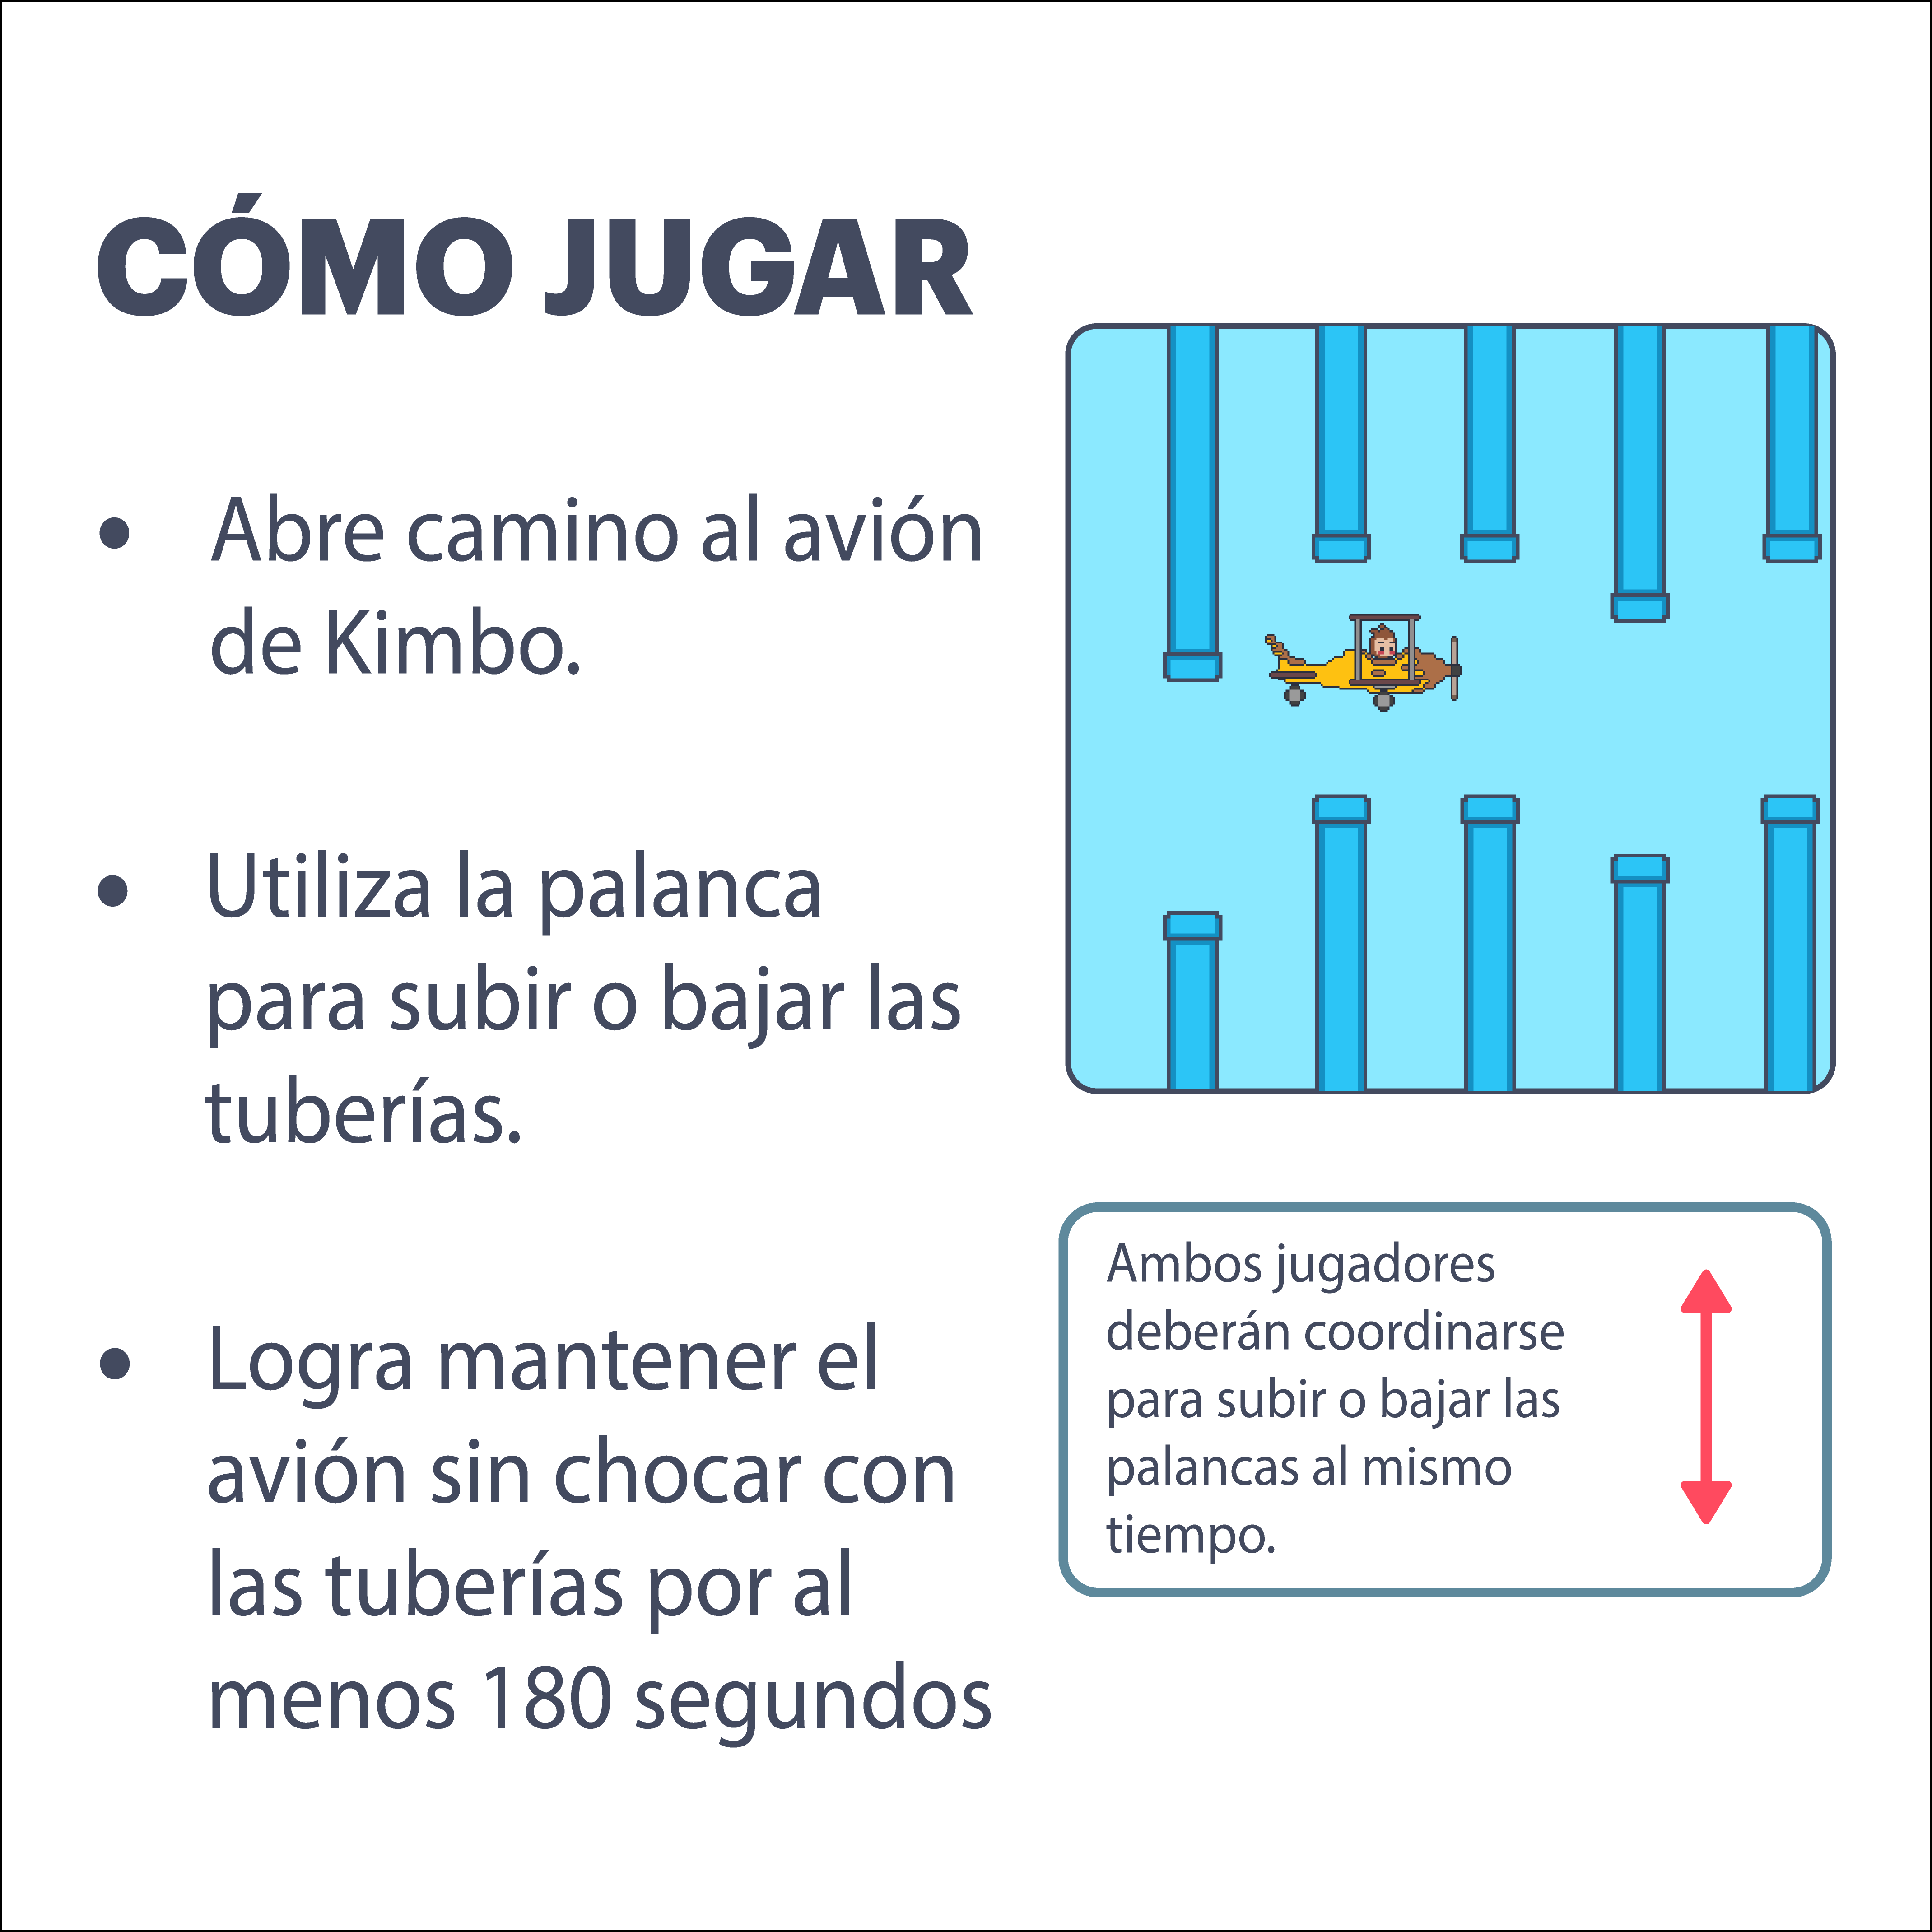 CÓMO JUGAR
• Abre camino al avión
de Kimbo.
• Utiliza la palanca
para subir o bajar las
tuberías.
• Logra mantener el
avión sin chocar con
las tuberías por al
menos 180 segundos
Ambos jugadores
deberán coordinarse
para subir o bajar las
palancas al mismo
tiempo.